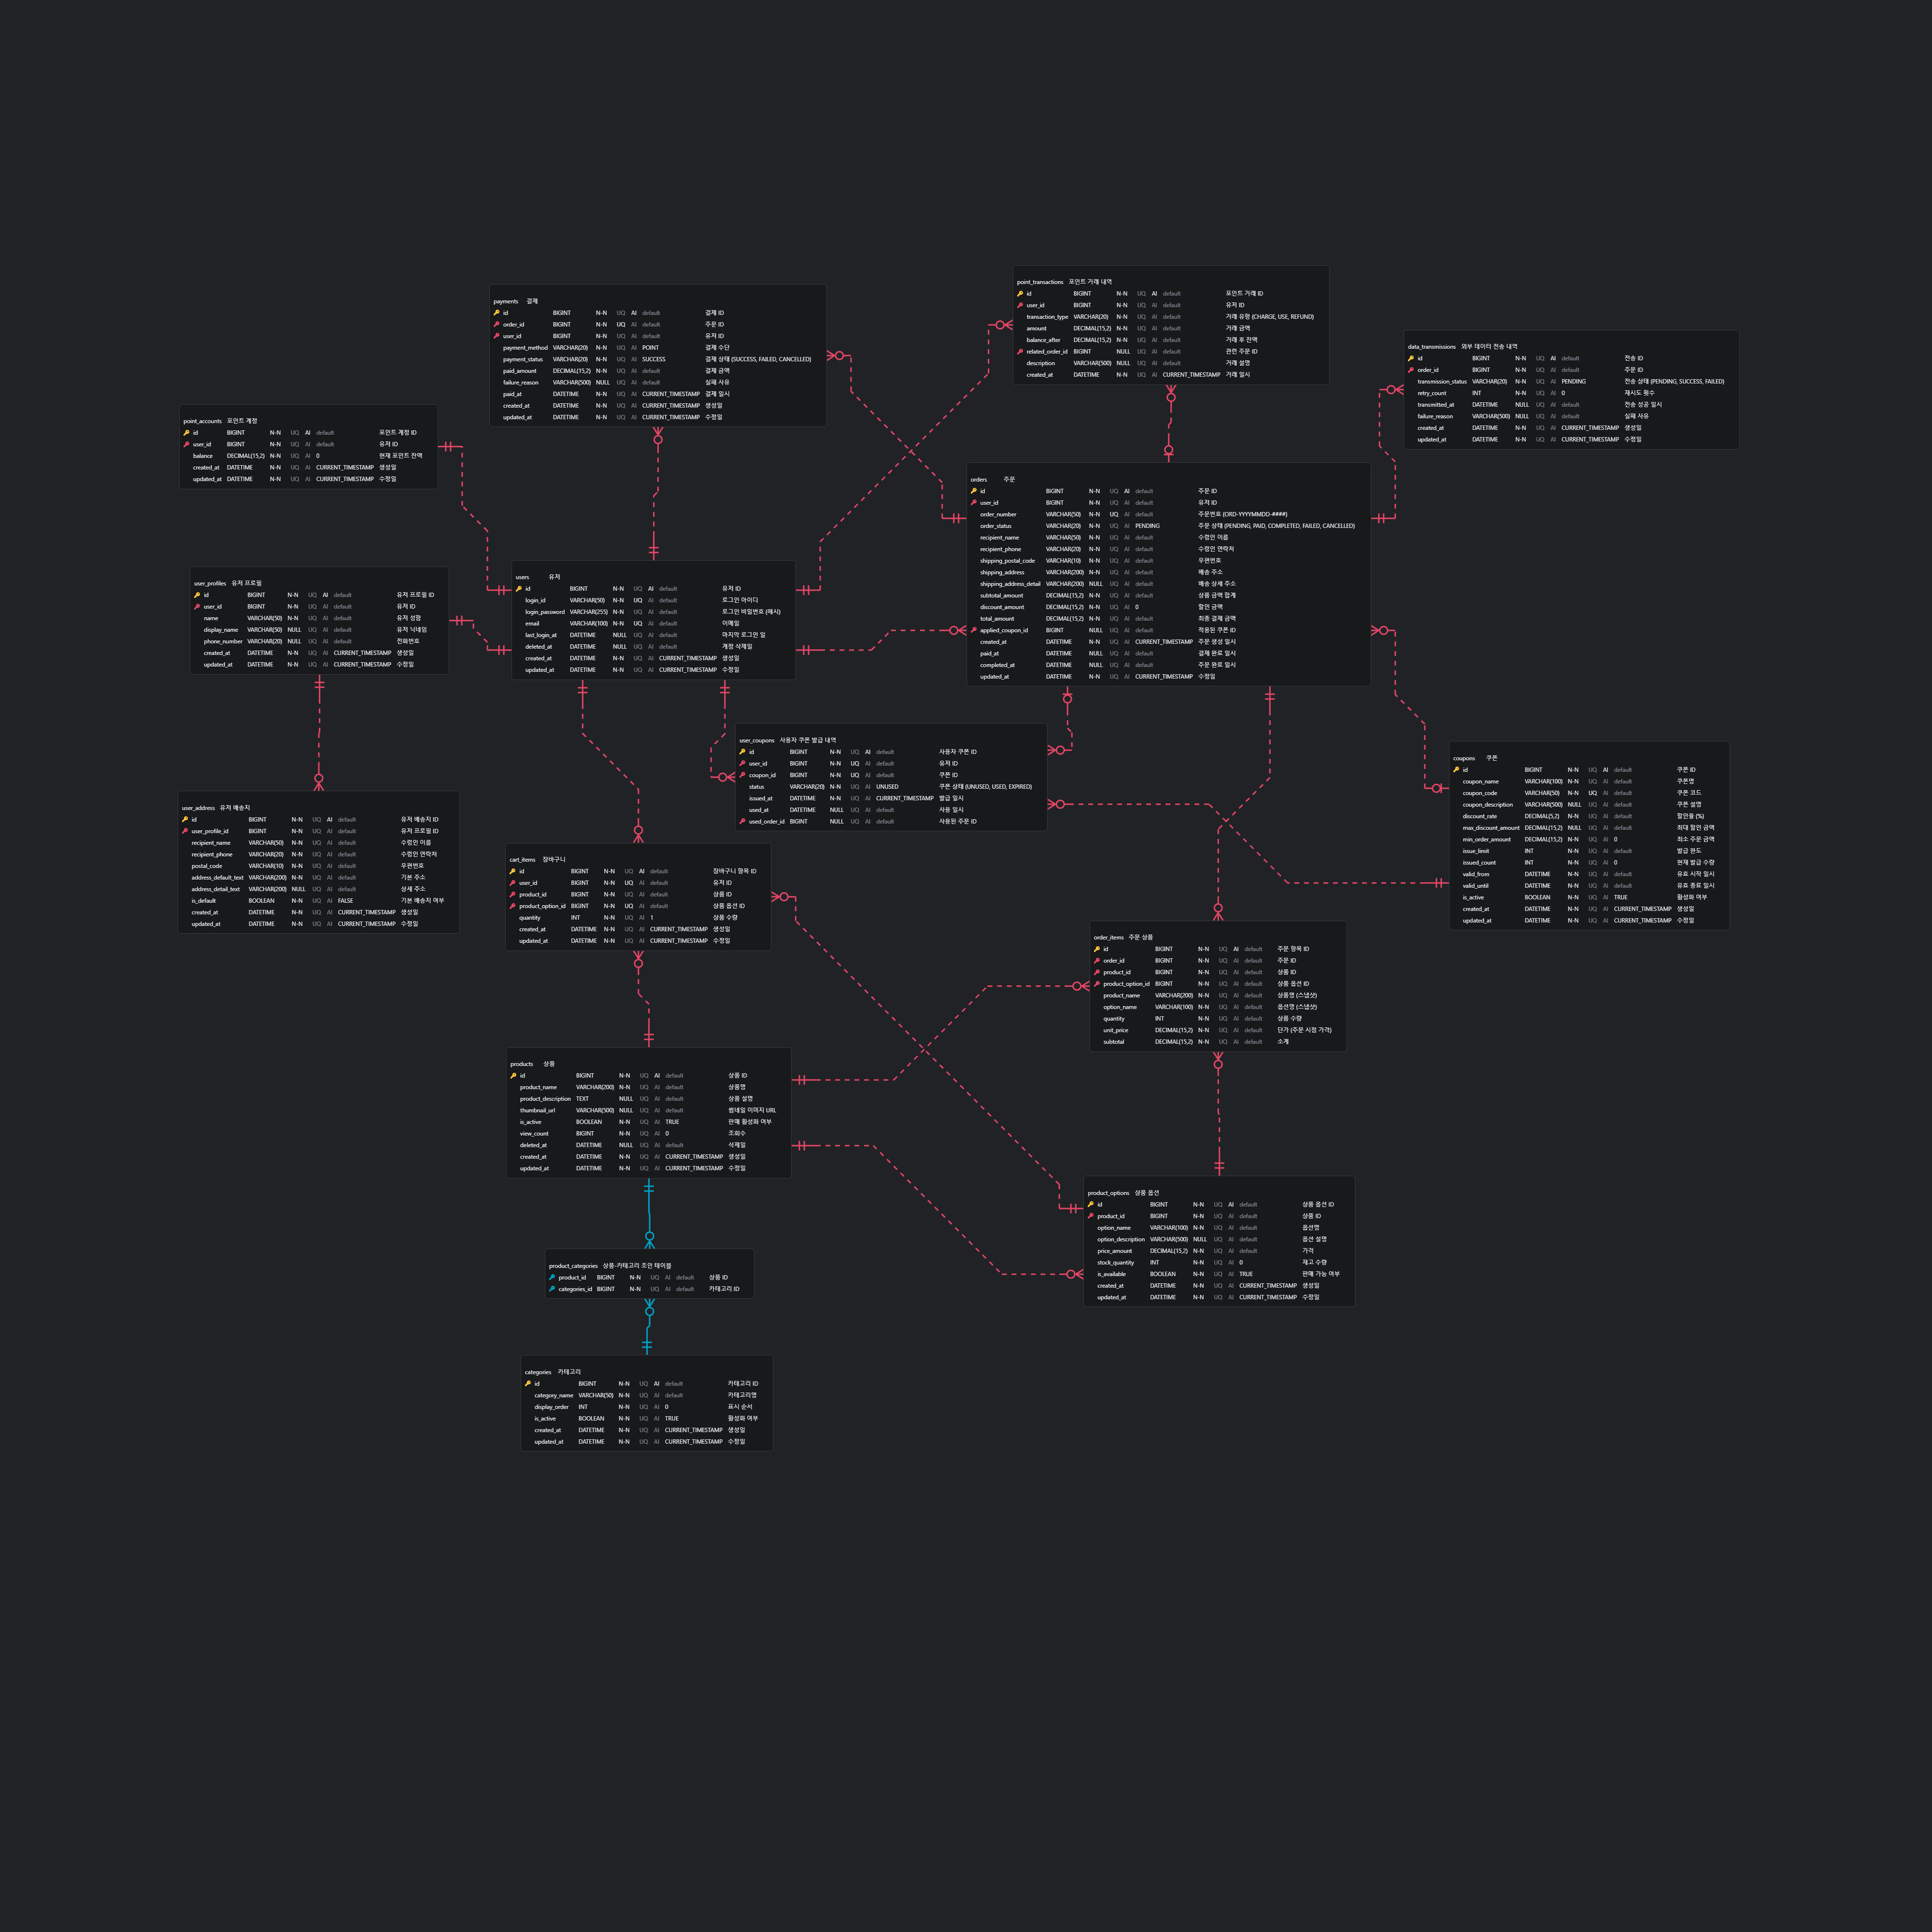 payments 결제
id BIGINT N-N UQ AI default 결제 ID
order_id BIGINT N-N UQ AI default 주문 ID
user_id BIGINT N-N UQ AI default 유저 ID
payment_method VARCHAR(20) N-N UQ AI POINT 결제 수단
payment_status VARCHAR(20) N-N UQ AI SUCCESS 결제 상태 (SUCCESS, FAILED, CANCELLED)
paid_amount DECIMAL(15,2) N-N UQ AI default 결제 금액
failure_reason VARCHAR(500) NULL UQ AI default 실패 사유
paid_at DATETIME N-N UQ AI CURRENT_TIMESTAMP 결제 일시
created_at DATETIME N-N UQ AI CURRENT_TIMESTAMP 생성일
updated_at DATETIME N-N UQ AI CURRENT_TIMESTAMP 수정일
point_transactions 포인트 거래 내역
id BIGINT N-N UQ AI default 포인트 거래 ID
user_id BIGINT N-N UQ AI default 유저 ID
transaction_type VARCHAR(20) N-N UQ AI default 거래 유형 (CHARGE, USE, REFUND)
amount DECIMAL(15,2) N-N UQ AI default 거래 금액
balance_after DECIMAL(15,2) N-N UQ AI default 거래 후 잔액
related_order_id BIGINT NULL UQ AI default 관련 주문 ID
description VARCHAR(500) NULL UQ AI default 거래 설명
created_at DATETIME N-N UQ AI CURRENT_TIMESTAMP 거래 일시
data_transmissions 외부 데이터 전송 내역
id BIGINT N-N UQ AI default 전송 ID
order_id BIGINT N-N UQ AI default 주문 ID
transmission_status VARCHAR(20) N-N UQ AI PENDING 전송 상태 (PENDING, SUCCESS, FAILED)
retry_count INT N-N UQ AI 0 재시도 횟수
transmitted_at DATETIME NULL UQ AI default 전송 성공 일시
failure_reason VARCHAR(500) NULL UQ AI default 실패 사유
created_at DATETIME N-N UQ AI CURRENT_TIMESTAMP 생성일
updated_at DATETIME N-N UQ AI CURRENT_TIMESTAMP 수정일
point_accounts 포인트 계정
id BIGINT N-N UQ AI default 포인트 계정 ID
user_id BIGINT N-N UQ AI default 유저 ID
balance DECIMAL(15,2) N-N UQ AI 0 현재 포인트 잔액
created_at DATETIME N-N UQ AI CURRENT_TIMESTAMP 생성일
updated_at DATETIME N-N UQ AI CURRENT_TIMESTAMP 수정일
orders 주문
id BIGINT N-N UQ AI default 주문 ID
user_id BIGINT N-N UQ AI default 유저 ID
order_number VARCHAR(50) N-N UQ AI default 주문번호 (ORD-YYYYMMDD-####)
order_status VARCHAR(20) N-N UQ AI PENDING 주문 상태 (PENDING, PAID, COMPLETED, FAILED, CANCELLED)
recipient_name VARCHAR(50) N-N UQ AI default 수령인 이름
recipient_phone VARCHAR(20) N-N UQ AI default 수령인 연락처
shipping_postal_code VARCHAR(10) N-N UQ AI default 우편번호
shipping_address VARCHAR(200) N-N UQ AI default 배송 주소
shipping_address_detail VARCHAR(200) NULL UQ AI default 배송 상세 주소
subtotal_amount DECIMAL(15,2) N-N UQ AI default 상품 금액 합계
discount_amount DECIMAL(15,2) N-N UQ AI 0 할인 금액
total_amount DECIMAL(15,2) N-N UQ AI default 최종 결제 금액
applied_coupon_id BIGINT NULL UQ AI default 적용된 쿠폰 ID
created_at DATETIME N-N UQ AI CURRENT_TIMESTAMP 주문 생성 일시
paid_at DATETIME NULL UQ AI default 결제 완료 일시
completed_at DATETIME NULL UQ AI default 주문 완료 일시
updated_at DATETIME N-N UQ AI CURRENT_TIMESTAMP 수정일
users 유저
id BIGINT N-N UQ AI default 유저 ID
login_id VARCHAR(50) N-N UQ AI default 로그인 아이디
login_password VARCHAR(255) N-N UQ AI default 로그인 비밀번호 (해시)
email VARCHAR(100) N-N UQ AI default 이메일
last_login_at DATETIME NULL UQ AI default 마지막 로그인 일
deleted_at DATETIME NULL UQ AI default 계정 삭제일
created_at DATETIME N-N UQ AI CURRENT_TIMESTAMP 생성일
updated_at DATETIME N-N UQ AI CURRENT_TIMESTAMP 수정일
user_profiles 유저 프로필
id BIGINT N-N UQ AI default 유저 프로필 ID
user_id BIGINT N-N UQ AI default 유저 ID
name VARCHAR(50) N-N UQ AI default 유저 성함
display_name VARCHAR(50) NULL UQ AI default 유저 닉네임
phone_number VARCHAR(20) NULL UQ AI default 전화번호
created_at DATETIME N-N UQ AI CURRENT_TIMESTAMP 생성일
updated_at DATETIME N-N UQ AI CURRENT_TIMESTAMP 수정일
user_coupons 사용자 쿠폰 발급 내역
id BIGINT N-N UQ AI default 사용자 쿠폰 ID
user_id BIGINT N-N UQ AI default 유저 ID
coupon_id BIGINT N-N UQ AI default 쿠폰 ID
status VARCHAR(20) N-N UQ AI UNUSED 쿠폰 상태 (UNUSED, USED, EXPIRED)
issued_at DATETIME N-N UQ AI CURRENT_TIMESTAMP 발급 일시
used_at DATETIME NULL UQ AI default 사용 일시
used_order_id BIGINT NULL UQ AI default 사용된 주문 ID
coupons 쿠폰
id BIGINT N-N UQ AI default 쿠폰 ID
coupon_name VARCHAR(100) N-N UQ AI default 쿠폰명
coupon_code VARCHAR(50) N-N UQ AI default 쿠폰 코드
coupon_description VARCHAR(500) NULL UQ AI default 쿠폰 설명
discount_rate DECIMAL(5,2) N-N UQ AI default 할인율 (%)
max_discount_amount DECIMAL(15,2) NULL UQ AI default 최대 할인 금액
min_order_amount DECIMAL(15,2) N-N UQ AI 0 최소 주문 금액
issue_limit INT N-N UQ AI default 발급 한도
issued_count INT N-N UQ AI 0 현재 발급 수량
valid_from DATETIME N-N UQ AI default 유효 시작 일시
valid_until DATETIME N-N UQ AI default 유효 종료 일시
is_active BOOLEAN N-N UQ AI TRUE 활성화 여부
created_at DATETIME N-N UQ AI CURRENT_TIMESTAMP 생성일
updated_at DATETIME N-N UQ AI CURRENT_TIMESTAMP 수정일
user_address 유저 배송지
id BIGINT N-N UQ AI default 유저 배송지 ID
user_profile_id BIGINT N-N UQ AI default 유저 프로필 ID
recipient_name VARCHAR(50) N-N UQ AI default 수령인 이름
recipient_phone VARCHAR(20) N-N UQ AI default 수령인 연락처
postal_code VARCHAR(10) N-N UQ AI default 우편번호
address_default_text VARCHAR(200) N-N UQ AI default 기본 주소
address_detail_text VARCHAR(200) NULL UQ AI default 상세 주소
is_default BOOLEAN N-N UQ AI FALSE 기본 배송지 여부
created_at DATETIME N-N UQ AI CURRENT_TIMESTAMP 생성일
updated_at DATETIME N-N UQ AI CURRENT_TIMESTAMP 수정일
cart_items 장바구니
id BIGINT N-N UQ AI default 장바구니 항목 ID
user_id BIGINT N-N UQ AI default 유저 ID
product_id BIGINT N-N UQ AI default 상품 ID
product_option_id BIGINT N-N UQ AI default 상품 옵션 ID
quantity INT N-N UQ AI 1 상품 수량
created_at DATETIME N-N UQ AI CURRENT_TIMESTAMP 생성일
updated_at DATETIME N-N UQ AI CURRENT_TIMESTAMP 수정일
order_items 주문 상품
id BIGINT N-N UQ AI default 주문 항목 ID
order_id BIGINT N-N UQ AI default 주문 ID
product_id BIGINT N-N UQ AI default 상품 ID
product_option_id BIGINT N-N UQ AI default 상품 옵션 ID
product_name VARCHAR(200) N-N UQ AI default 상품명 (스냅샷)
option_name VARCHAR(100) N-N UQ AI default 옵션명 (스냅샷)
quantity INT N-N UQ AI default 상품 수량
unit_price DECIMAL(15,2) N-N UQ AI default 단가 (주문 시점 가격)
subtotal DECIMAL(15,2) N-N UQ AI default 소계
products 상품
id BIGINT N-N UQ AI default 상품 ID
product_name VARCHAR(200) N-N UQ AI default 상품명
product_description TEXT NULL UQ AI default 상품 설명
thumbnail_url VARCHAR(500) NULL UQ AI default 썸네일 이미지 URL
is_active BOOLEAN N-N UQ AI TRUE 판매 활성화 여부
view_count BIGINT N-N UQ AI 0 조회수
deleted_at DATETIME NULL UQ AI default 삭제일
created_at DATETIME N-N UQ AI CURRENT_TIMESTAMP 생성일
updated_at DATETIME N-N UQ AI CURRENT_TIMESTAMP 수정일
product_options 상품 옵션
id BIGINT N-N UQ AI default 상품 옵션 ID
product_id BIGINT N-N UQ AI default 상품 ID
option_name VARCHAR(100) N-N UQ AI default 옵션명
option_description VARCHAR(500) NULL UQ AI default 옵션 설명
price_amount DECIMAL(15,2) N-N UQ AI default 가격
stock_quantity INT N-N UQ AI 0 재고 수량
is_available BOOLEAN N-N UQ AI TRUE 판매 가능 여부
created_at DATETIME N-N UQ AI CURRENT_TIMESTAMP 생성일
updated_at DATETIME N-N UQ AI CURRENT_TIMESTAMP 수정일
product_categories 상품-카테고리 조인 테이블
product_id BIGINT N-N UQ AI default 상품 ID
categories_id BIGINT N-N UQ AI default 카테고리 ID
categories 카테고리
id BIGINT N-N UQ AI default 카테고리 ID
category_name VARCHAR(50) N-N UQ AI default 카테고리명
display_order INT N-N UQ AI 0 표시 순서
is_active BOOLEAN N-N UQ AI TRUE 활성화 여부
created_at DATETIME N-N UQ AI CURRENT_TIMESTAMP 생성일
updated_at DATETIME N-N UQ AI CURRENT_TIMESTAMP 수정일